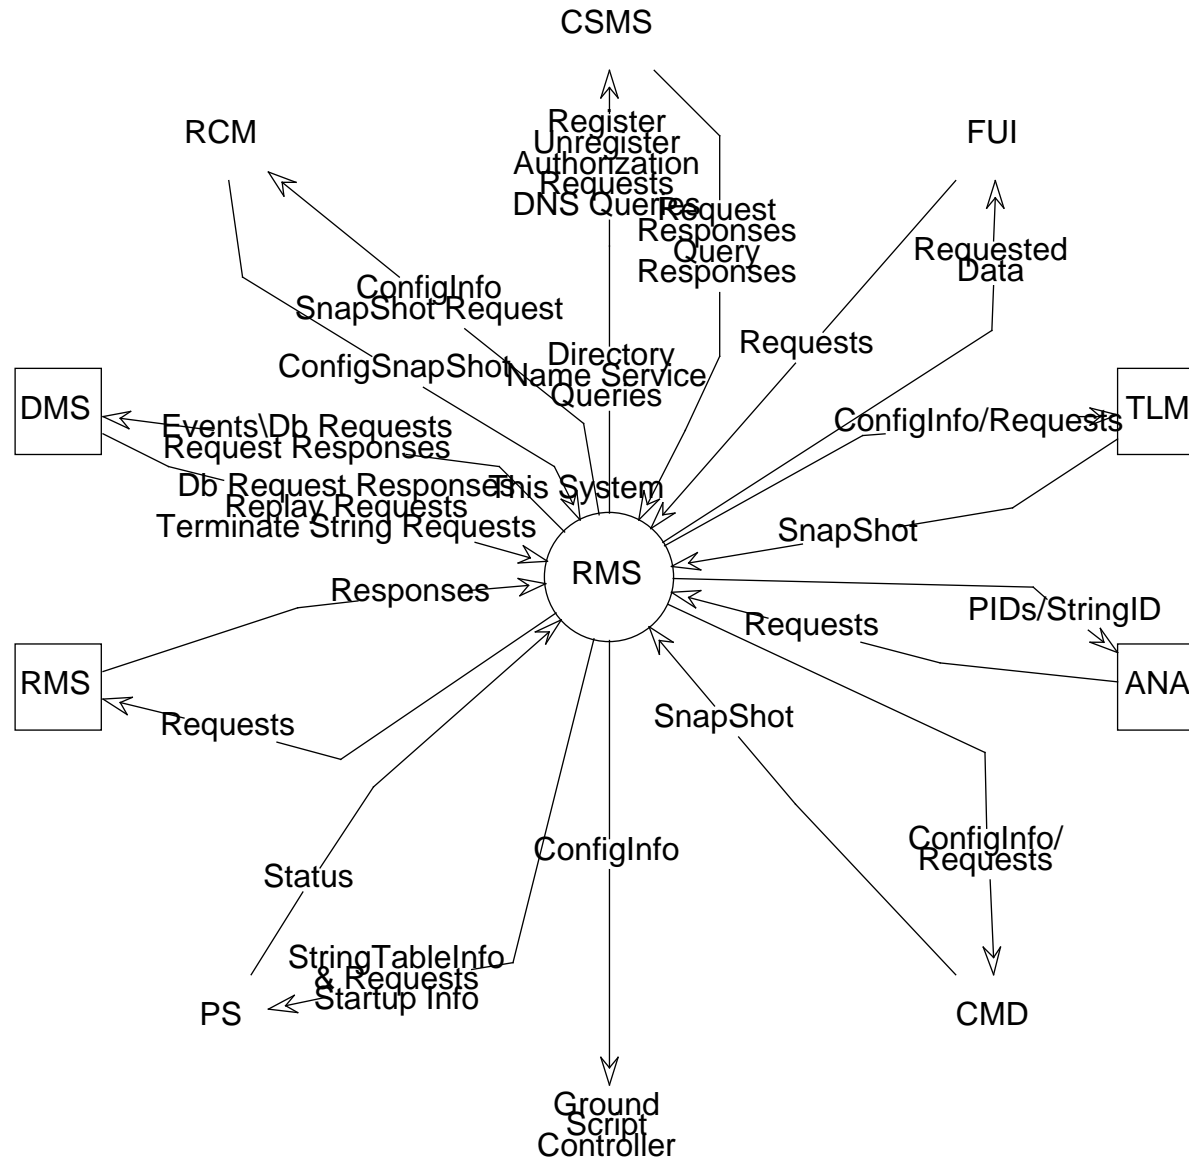 CSMS
RCM
FUI
Register
Unregister
Authorization
Requests
DNS Queries
Request
Responses
Query
Responses
Requested
Data
ConfigInfo
SnapShot Request
Requests
Directory
Name Service
Queries
ConfigSnapShot
DMS
TLM
Events\Db Requests
Request Responses
ConfigInfo/Requests
Db Request Responses
Replay Requests
Terminate String Requests
This System
SnapShot
RMS
Responses
PIDs/StringID
Requests
RMS
ANA
Requests
SnapShot
ConfigInfo
ConfigInfo/
Requests
Status
StringTableInfo
& Requests
Startup Info
PS
CMD
Ground
Script
Controller